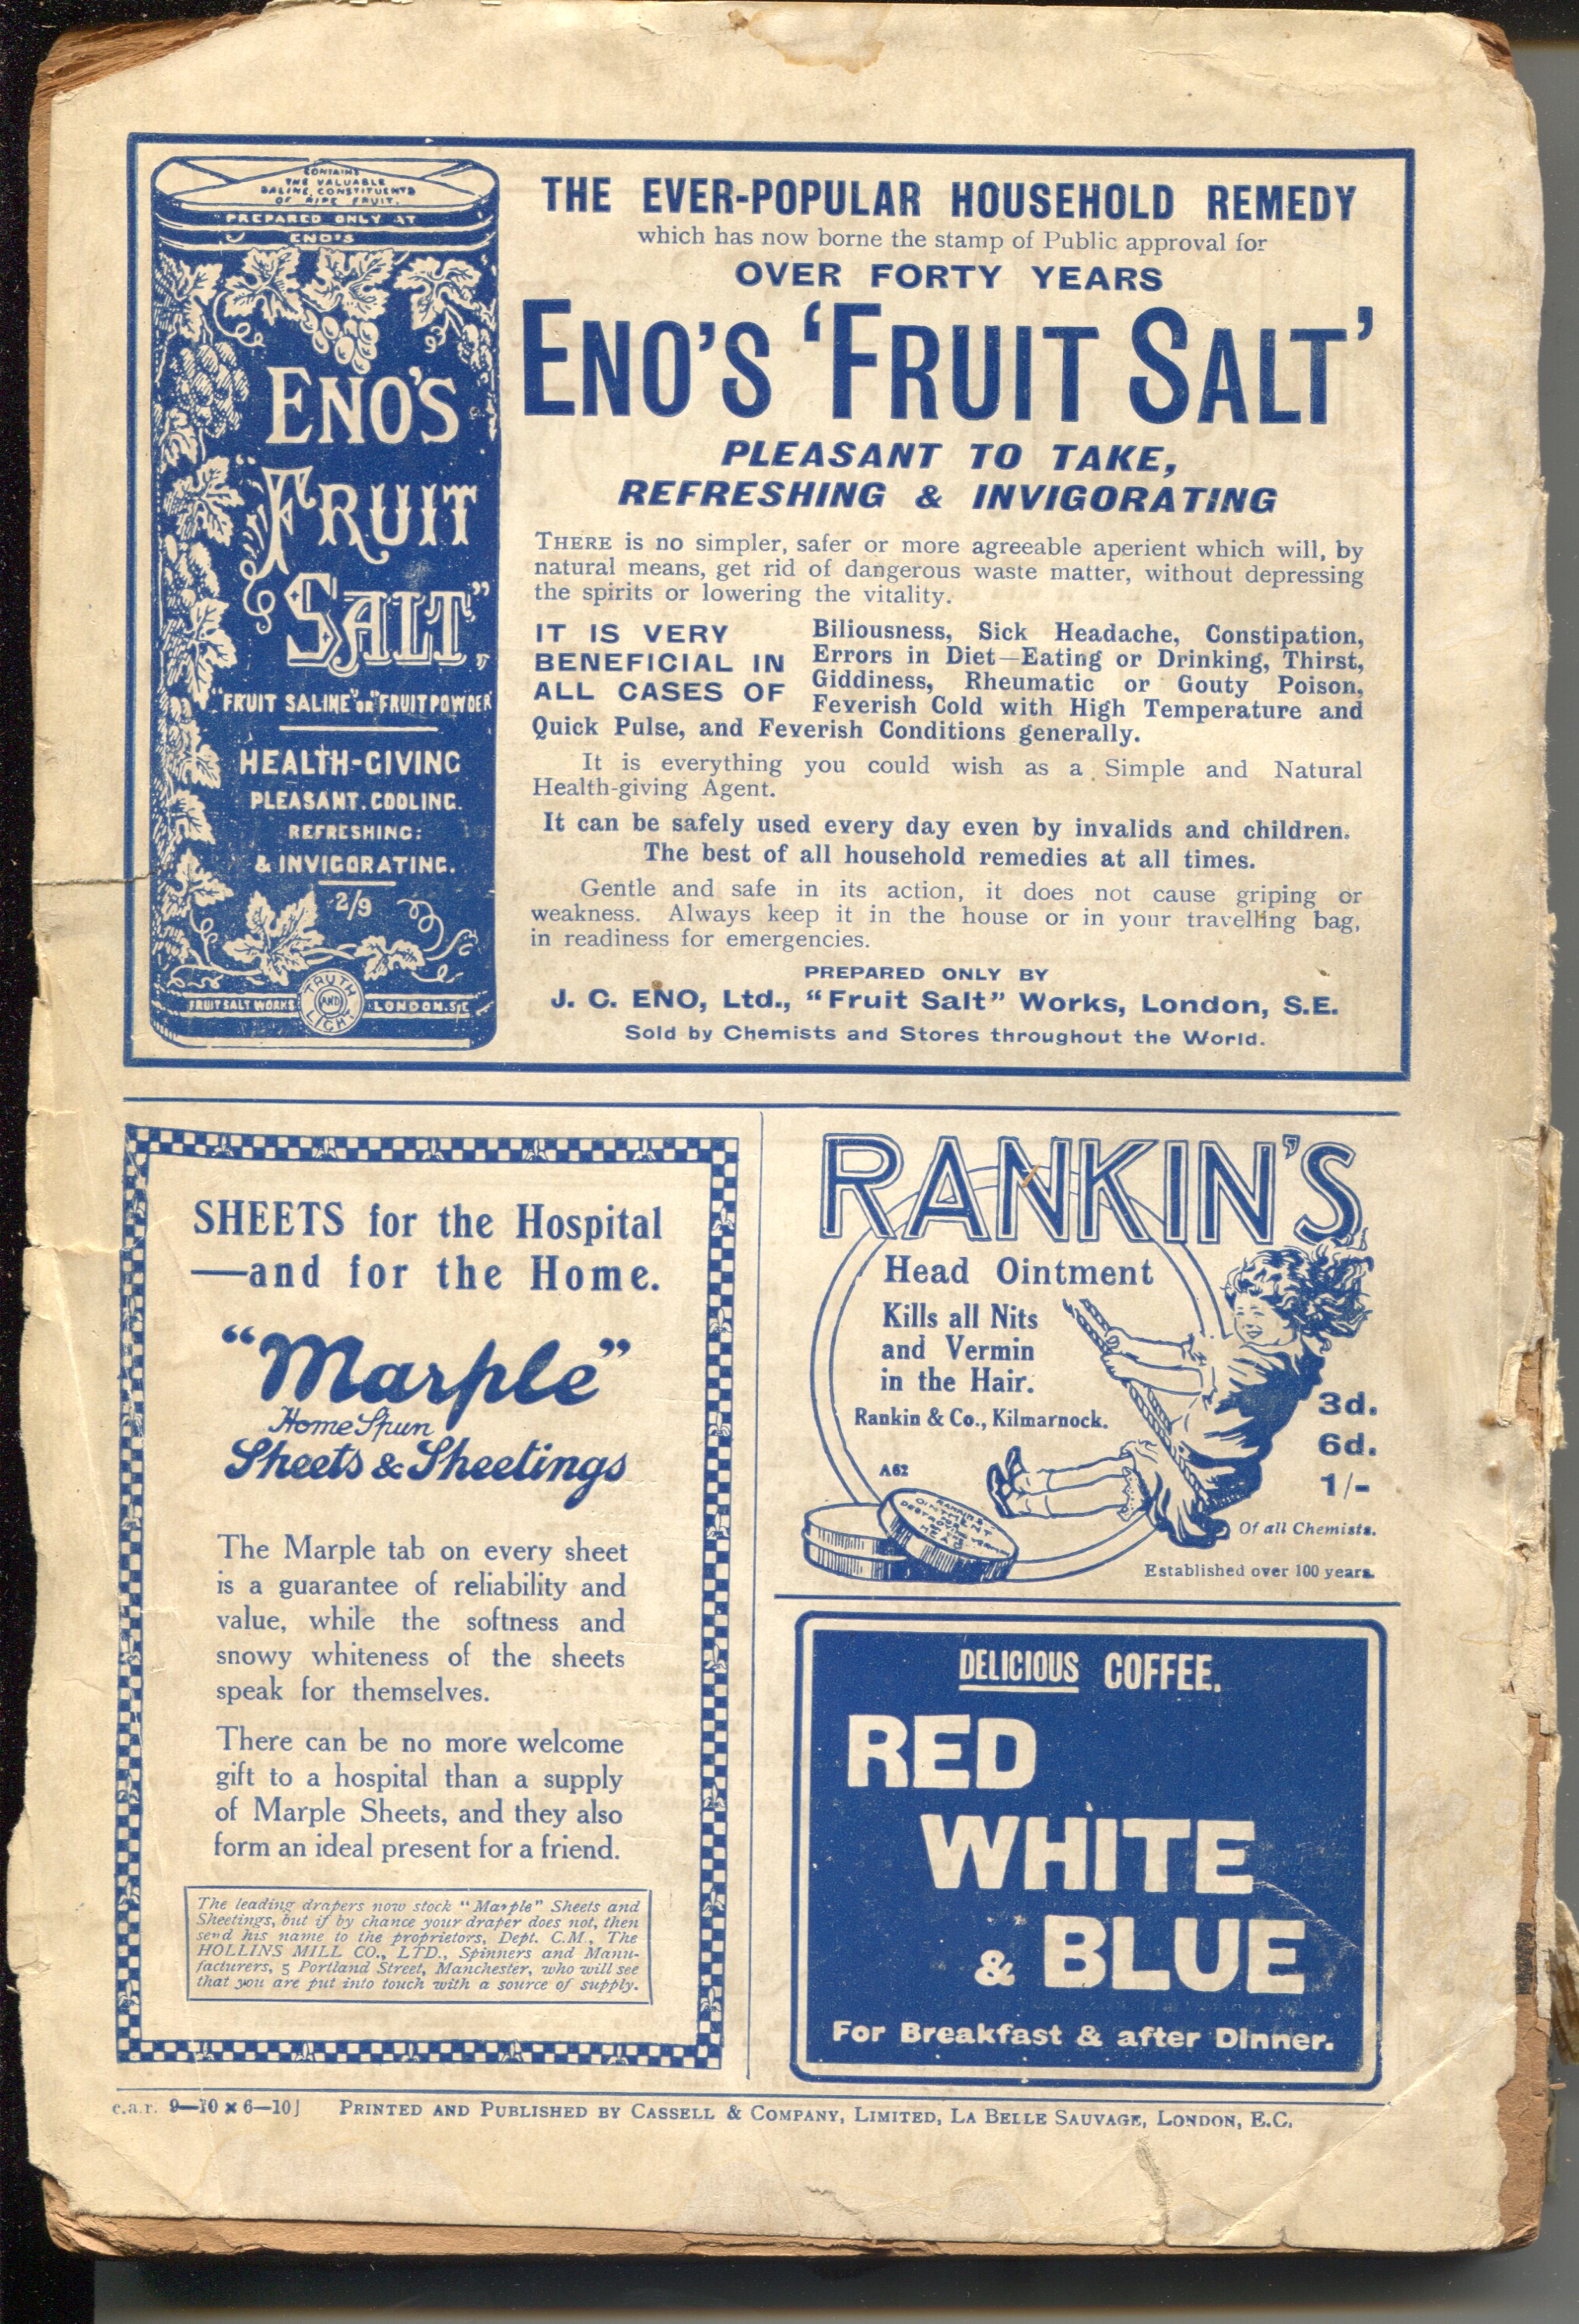 CONTAINS
THE VALUABLE
SALINE CONSTITUENTS
OF RIPE FRUIT.
PREPARED ONLY AT
ENO'S
ENO'S
"FRUIT
SALT,"
"FRUIT SALINE" OR "FRUIT POWDER
HEALTH-GIVING
PLEASANT. COOLING.
REFRESHING:
& INVIGORATING.
2/9
FRUIT SALT WORKS
TRUTH
AND
LIGHT
LONDON. S.E.
THE EVER-POPULAR HOUSEHOLD REMEDY
which has now borne the stamp of Public approval for
OVER FORTY YEARS
ENO'S 'FRUIT SALT'
PLEASANT TO TAKE,
REFRESHING & INVIGORATING
THERE is no simpler, safer or more agreeable aperient which will, by
natural means, get rid of dangerous waste matter, without depressing
the spirits or lowering the vitality.
IT IS VERY
BENEFICIAL IN
ALL CASES OF
Biliousness, Sick Headache, Constipation,
Errors in Diet—Eating or Drinking, Thirst,
Giddiness, Rheumatic or Gouty Poison,
Feverish Cold with High Temperature and
Quick Pulse, and Feverish Conditions generally.
It is everything you could wish as a Simple and Natural
Health-giving Agent.
It can be safely used every day even by invalids and children.
The best of all household remedies at all times.
Gentle and safe in its action, it does not cause griping or
weakness. Always keep it in the house or in your travelling bag,
in readiness for emergencies.
PREPARED ONLY BY
J. C. ENO, Ltd., "Fruit Salt" Works, London, S.E.
Sold by Chemists and Stores throughout the World.
SHEETS for the Hospital
—and for the Home.
"Marple"
Home Spun
Sheets & Sheetings
The Marple tab on every sheet
is a guarantee of reliability and
value, while the softness and
snowy whiteness of the sheets
speak for themselves.
There can be no more welcome
gift to a hospital than a supply
of Marple Sheets, and they also
form an ideal present for a friend.
The leading drapers now stock "Marple" Sheets and
Sheetings, but if by chance your draper does not, then
send his name to the proprietors, Dept. C.M., The
HOLLINS MILL CO., LTD., Spinners and Manu-
facturers, 5 Portland Street, Manchester, who will see
that you are put into touch with a source of supply.
RANKIN'S
Head Ointment
Kills all Nits
and Vermin
in the Hair.
Rankin & Co., Kilmarnock.
A62
RANKIN'S
OINTMENT
HEAD
3d.
6d.
1/-
Of all Chemists.
Established over 100 years.
DELICIOUS COFFEE.
RED
WHITE
& BLUE
For Breakfast & after Dinner.
c.a.r. 9—10 x 6—10] PRINTED AND PUBLISHED BY CASSELL & COMPANY, LIMITED, LA BELLE SAUVAGE, LONDON, E.C.